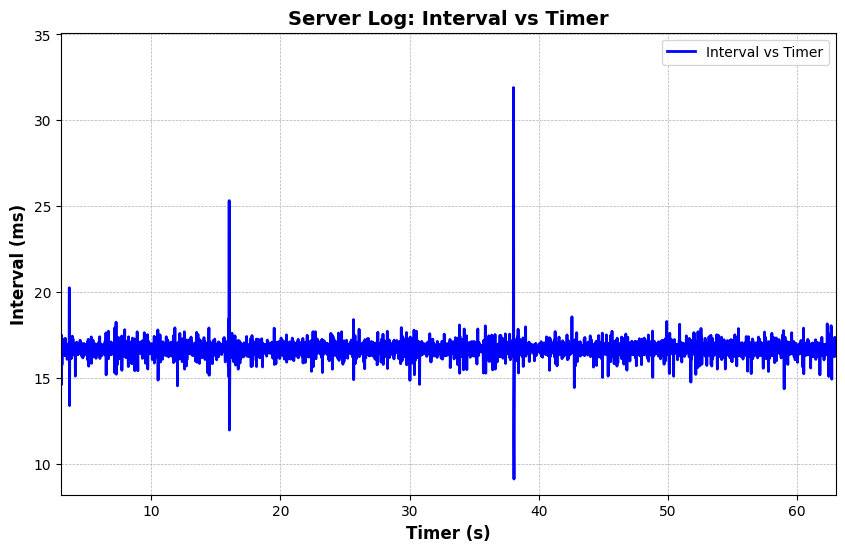 Server Log: Interval vs Timer
35
Interval vs Timer
30
25
20
15
10
Interval (ms)
10 20 30 40 50 60
Timer (s)